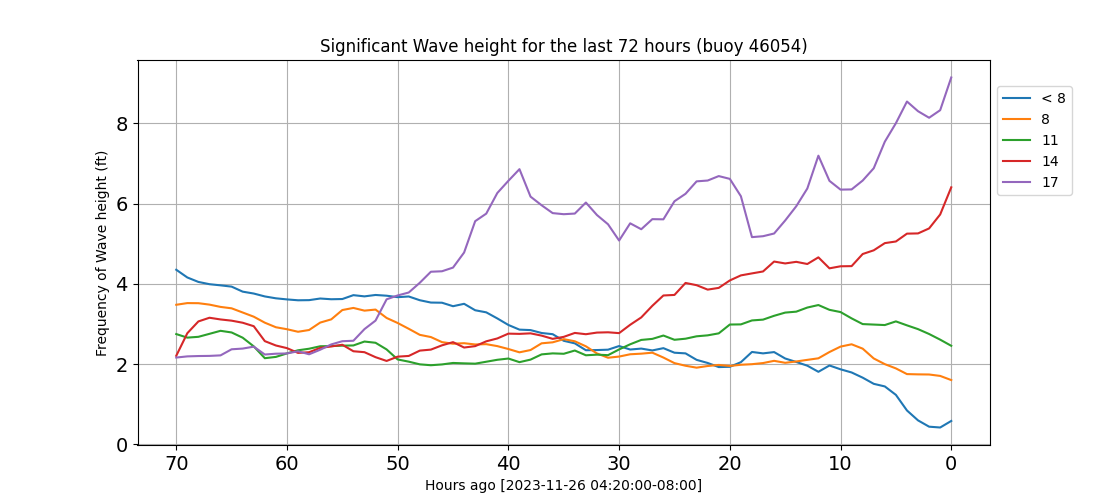 Significant Wave height for the last 72 hours (buoy 46054)
Frequency of Wave height (ft)
8
6
4
2
0
70 60 50 40 30 20 10 0
Hours ago [2023-11-26 04:20:00-08:00]
< 8
8
11
14
17